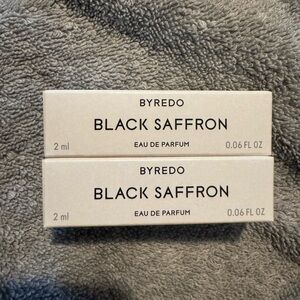 BYREDO
BLACK SAFFRON
2 ml EAU DE PARFUM 0.06 FL OZ
BYREDO
BLACK SAFFRON
2 ml EAU DE PARFUM 0.06 FL OZ